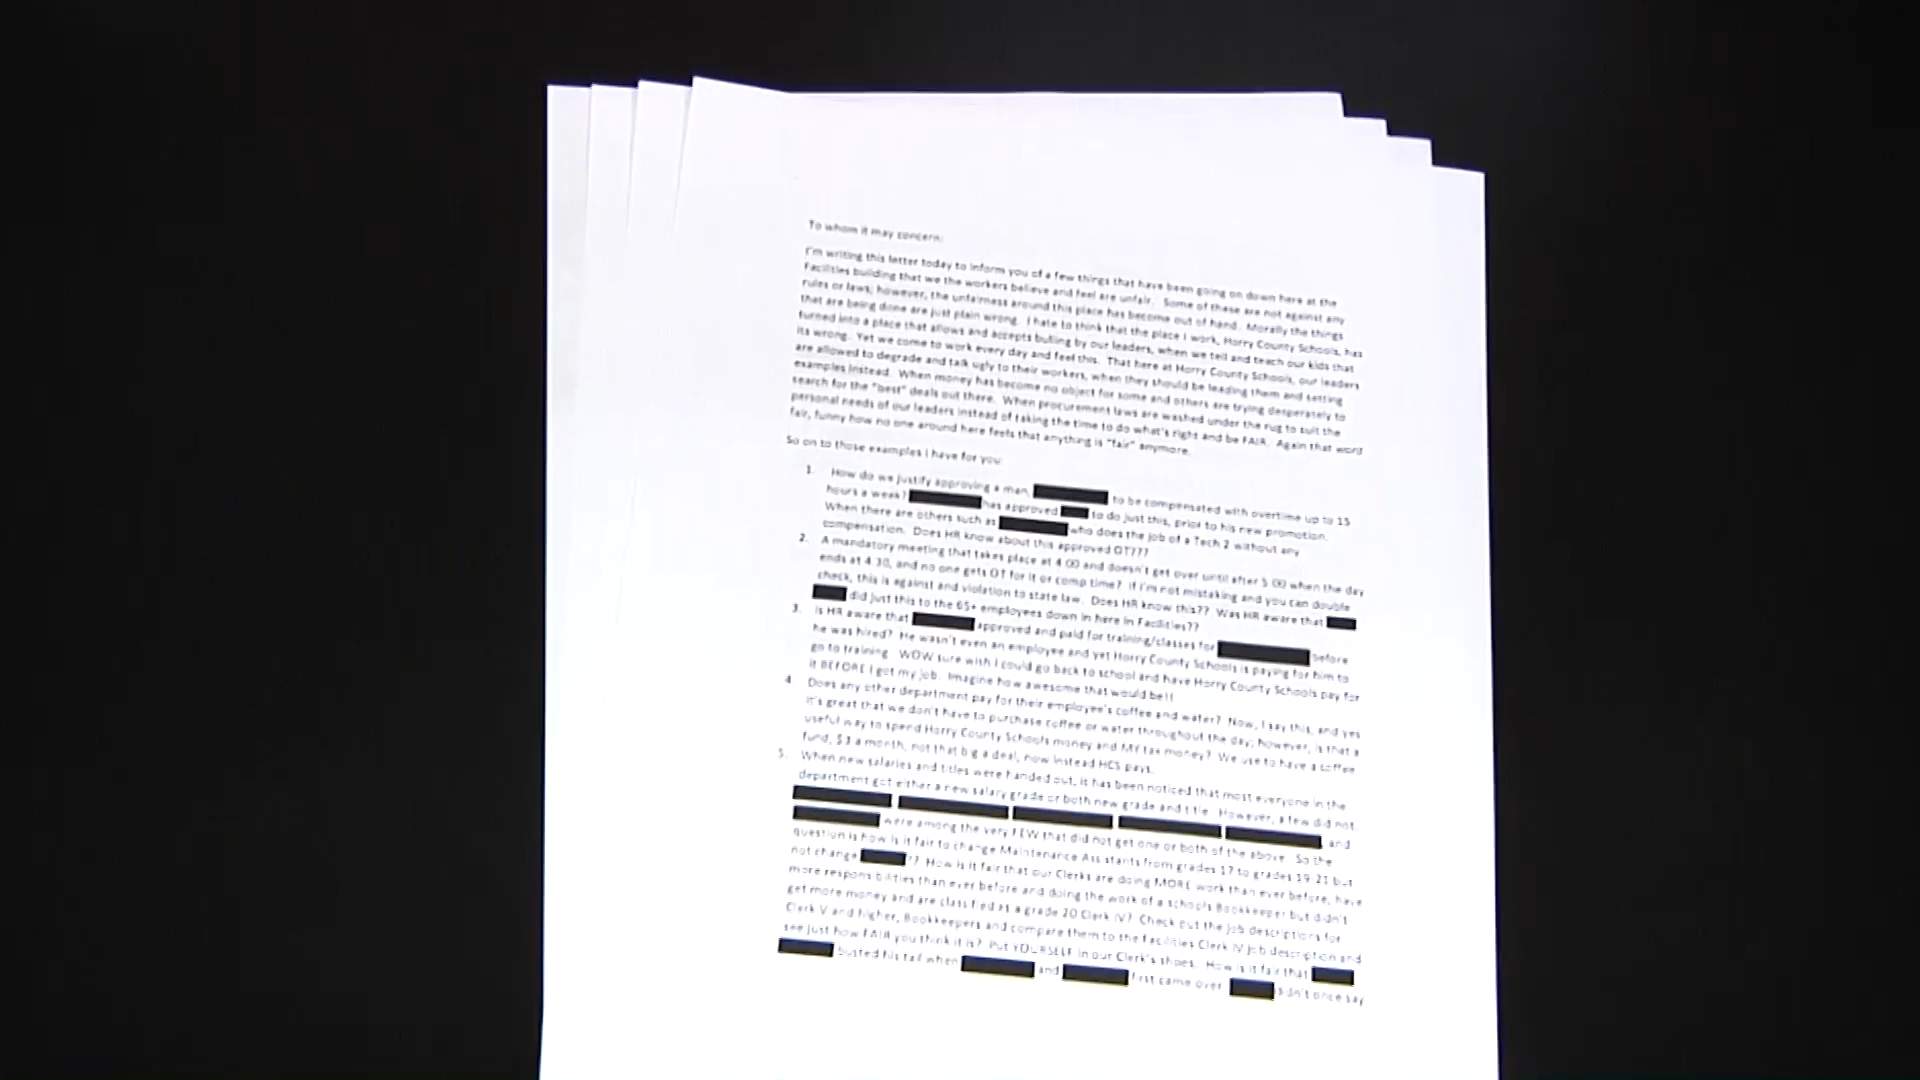 To whom it may concern:
I'm writing this letter today to inform you of a few things that have been going on down here at the
Facilities building that we the workers believe and feel are unfair. Some of these are not against any
rules or laws; however, the unfairness around this place has become out of hand. Morally the things
that are being done are just plain wrong. I hate to think that the place I work, Horry County Schools, has
turned into a place that allows and accepts bulling by our leaders, when we tell and teach our kids that
its wrong. Yet we come to work every day and feel this. That here at Horry County Schools, our leaders
are allowed to degrade and talk ugly to their workers, when they should be leading them and setting
examples instead. When money has become no object for some and others are trying desperately to
search for the "best" deals out there. When procurement laws are washed under the rug to suit the
personal needs of our leaders instead of taking the time to do what's right and be FAIR. Again that word
fair, funny how no one around here feels that anything is "fair" anymore.
So on to those examples I have for you:
1. How do we justify approving a man, to be compensated with overtime up to 15
hours a week? has approved to do just this, prior to his new promotion.
When there are others such as who does the job of a Tech 2 without any
compensation. Does HR know about this approved OT???
2. A mandatory meeting that takes place at 4:00 and doesn't get over until after 5:00 when the day
ends at 4:30, and no one gets OT for it or comp time? If I'm not mistaking and you can double
check, this is against and violation to state law. Does HR know this?? Was HR aware that
did just this to the 65+ employees down in here in Facilities??
3. Is HR aware that approved and paid for training/classes for before
he was hired? He wasn't even an employee and yet Horry County Schools is paying for him to
go to training. WOW sure wish I could go back to school and have Horry County Schools pay for
it BEFORE I got my job. Imagine how awesome that would be!!
4. Does any other department pay for their employee's coffee and water? Now, I say this, and yes
it's great that we don't have to purchase coffee or water throughout the day; however, is that a
useful way to spend Horry County Schools money and MY tax money? We use to have a coffee
fund, $3 a month, not that big a deal, now instead HCS pays.
5. When new salaries and titles were handed out, it has been noticed that most everyone in the
department got either a new salary grade or both new grade and title. However, a few did not.
, and
were among the very FEW that did not get one or both of the above. So the
question is how is it fair to change Maintenance Assistants from grades 17 to grades 19-21 but
not change !? How is it fair that our Clerks are doing MORE work than ever before, have
more responsibilities than ever before and doing the work of a schools Bookkeeper but didn't
get more money and are classified as a grade 20 Clerk IV? Check out the job descriptions for
Clerk V and higher, Bookkeepers and compare them to the Facilities Clerk IV job description and
see just how FAIR you think it is? Put YOURSELF in our Clerk's shoes. How is it fair that
busted his tail when and first came over. didn't once say